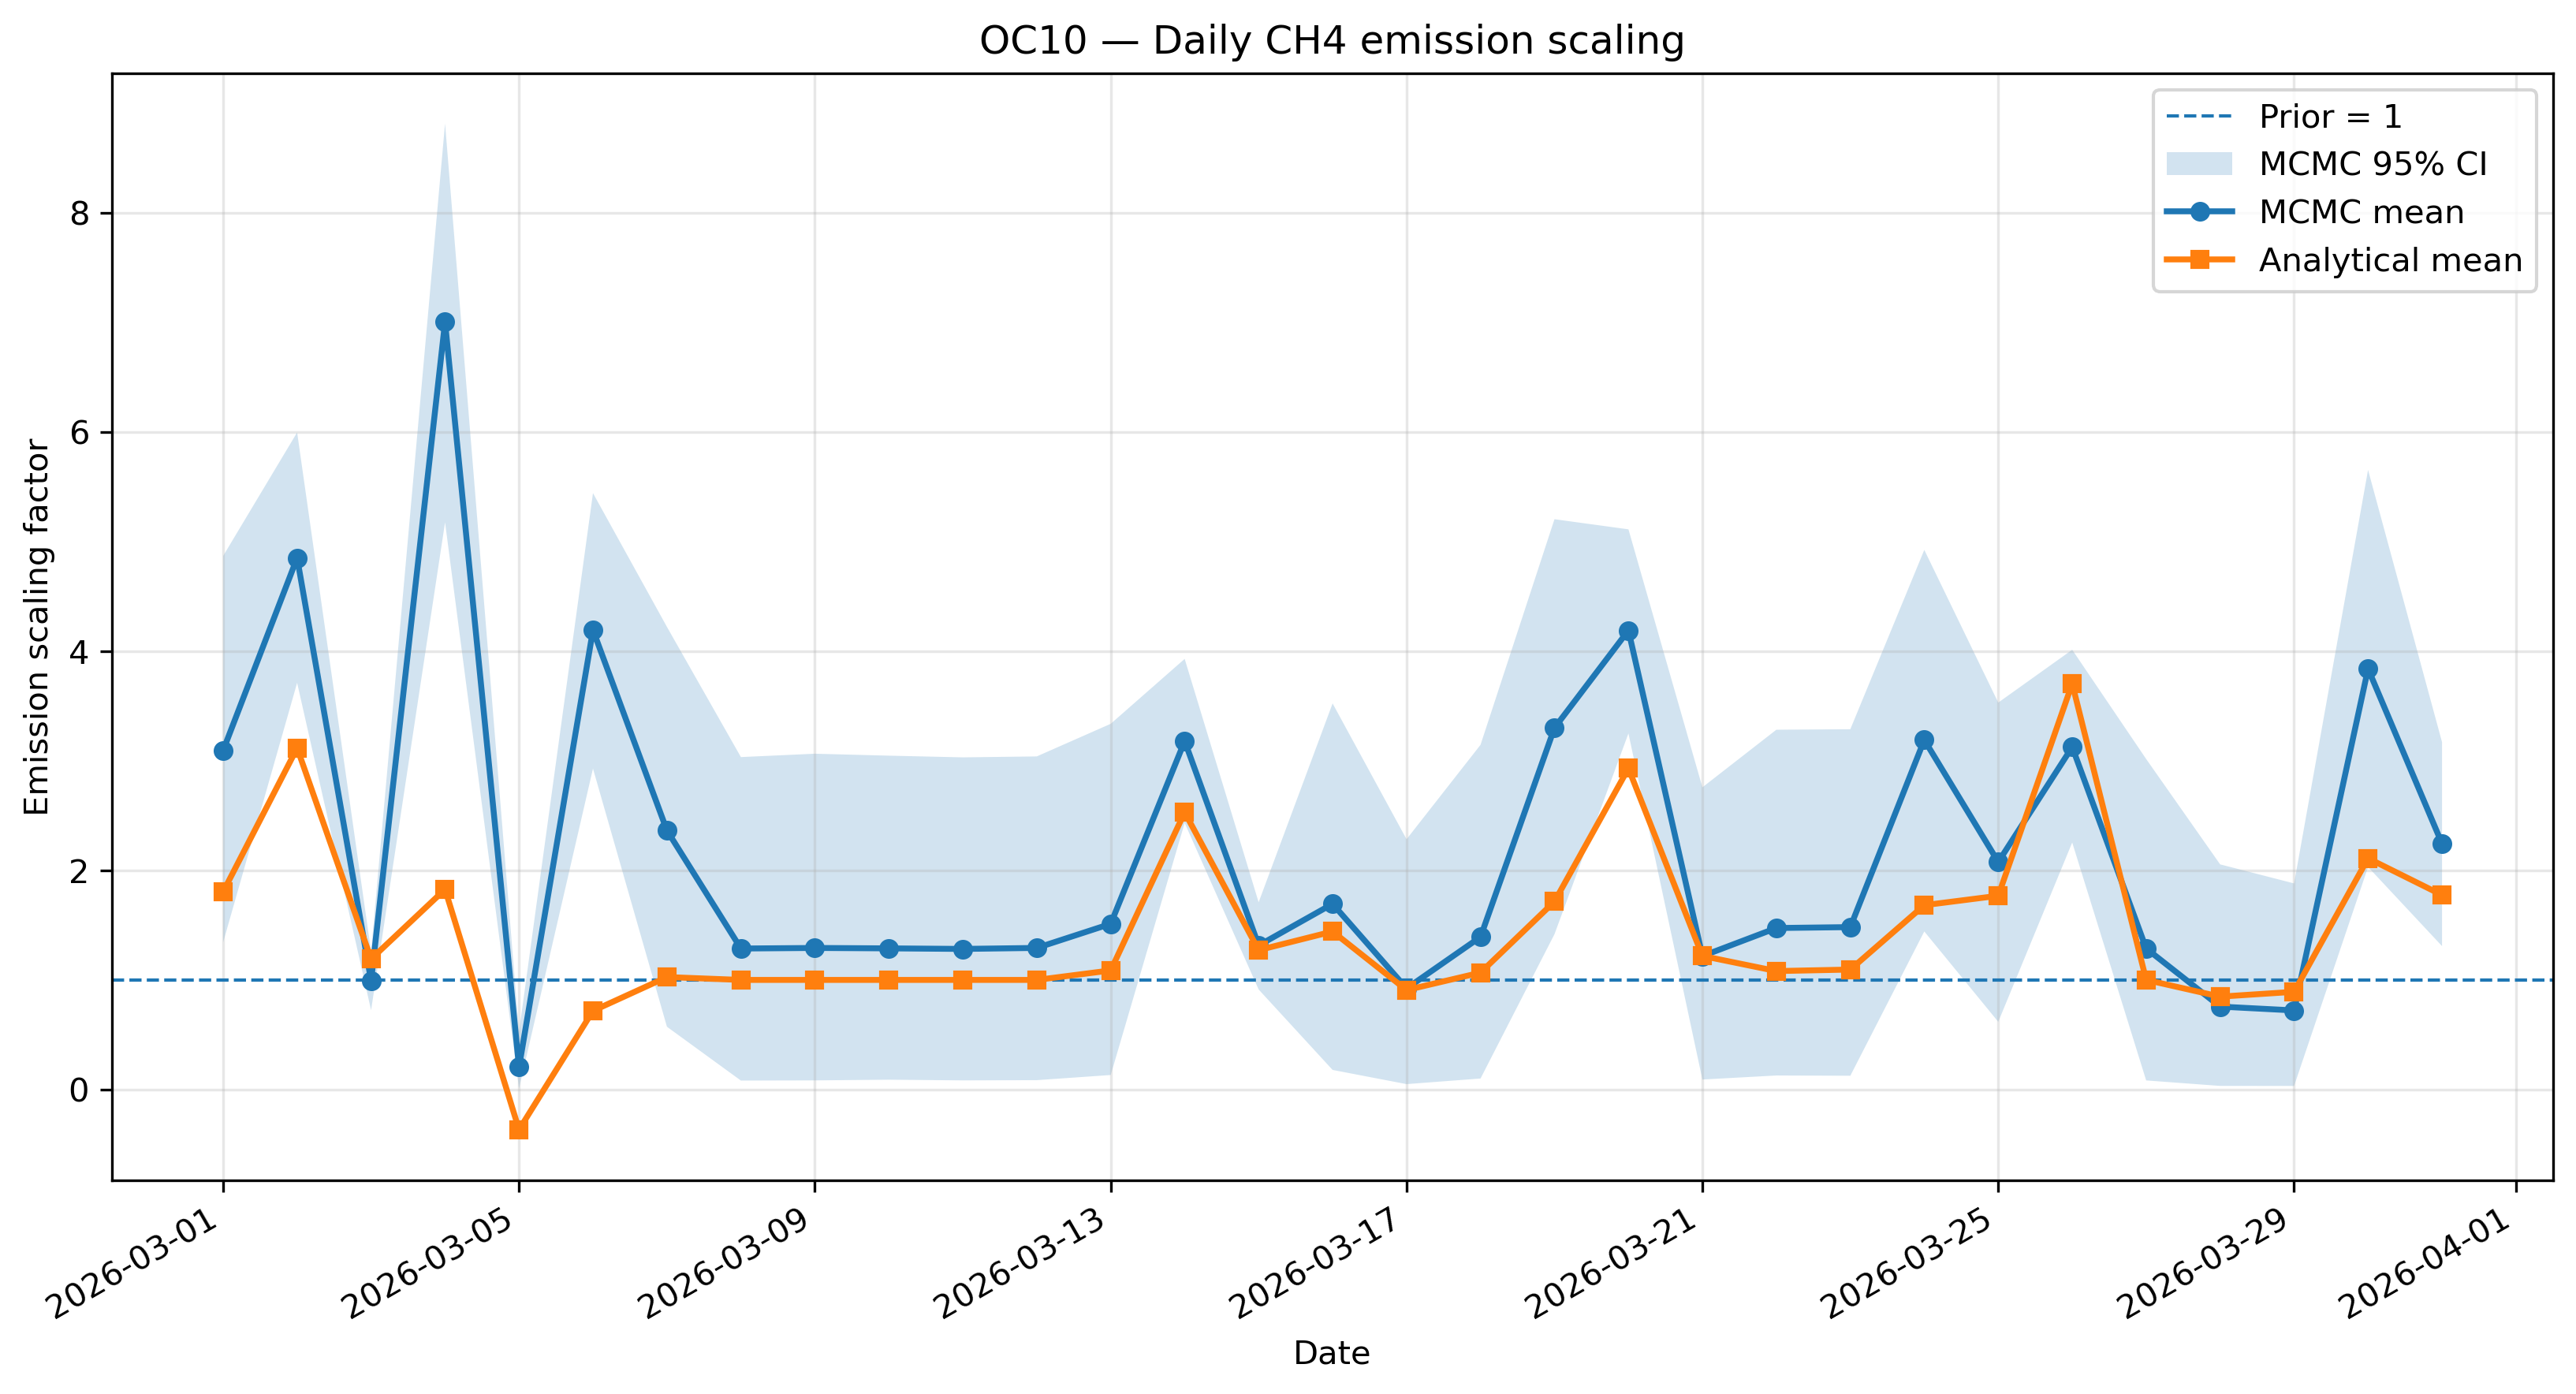 OC10 — Daily CH4 emission scaling
Prior = 1
MCMC 95% CI
MCMC mean
Analytical mean
Emission scaling factor
8
6
4
2
0
2026-03-01
2026-03-05
2026-03-09
2026-03-13
2026-03-17
2026-03-21
2026-03-25
2026-03-29
2026-04-01
Date